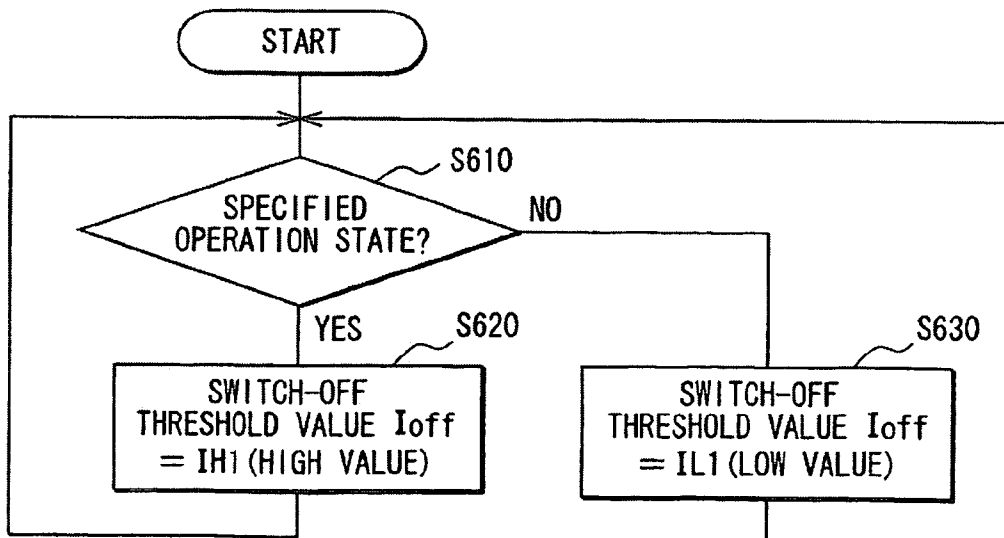 START
S610
SPECIFIED
OPERATION STATE?
NO
YES
S620
SWITCH-OFF
THRESHOLD VALUE Ioff
= IH1(HIGH VALUE)
S630
SWITCH-OFF
THRESHOLD VALUE Ioff
= IL1(LOW VALUE)